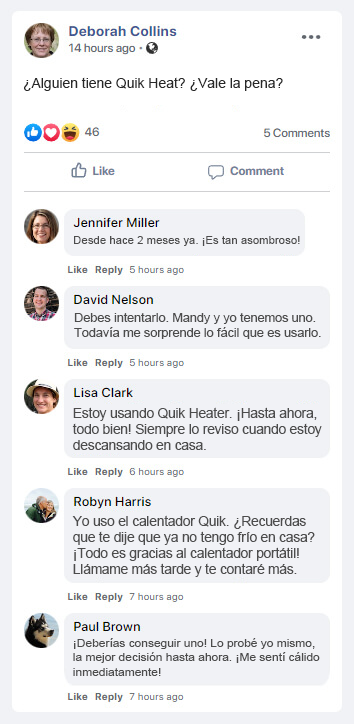 Deborah Collins
14 hours ago ·
¿Alguien tiene Quik Heat? ¿Vale la pena?
46
5 Comments
Like
Comment
Jennifer Miller
Desde hace 2 meses ya. ¡Es tan asombroso!
Like Reply 5 hours ago
David Nelson
Debes intentarlo. Mandy y yo tenemos uno.
Todavía me sorprende lo fácil que es usarlo.
Like Reply 5 hours ago
Lisa Clark
Estoy usando Quik Heater. ¡Hasta ahora,
todo bien! Siempre lo reviso cuando estoy
descansando en casa.
Like Reply 6 hours ago
Robyn Harris
Yo uso el calentador Quik. ¿Recuerdas
que te dije que ya no tengo frío en casa?
¡Todo es gracias al calentador portátil!
Llámame más tarde y te contaré más.
Like Reply 7 hours ago
Paul Brown
¡Deberías conseguir uno! Lo probé yo mismo,
la mejor decisión hasta ahora. ¡Me sentí cálido
inmediatamente!
Like Reply 7 hours ago